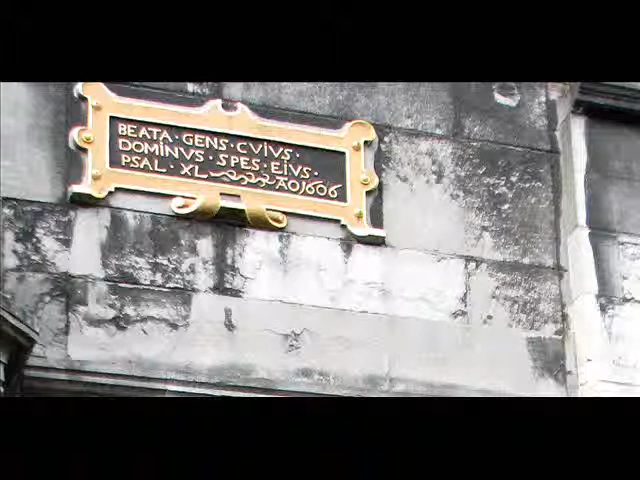 BEATA · GENS · CVIVS ·
DOMINVS · SPES · EIVS ·
PSAL · XL AO1606